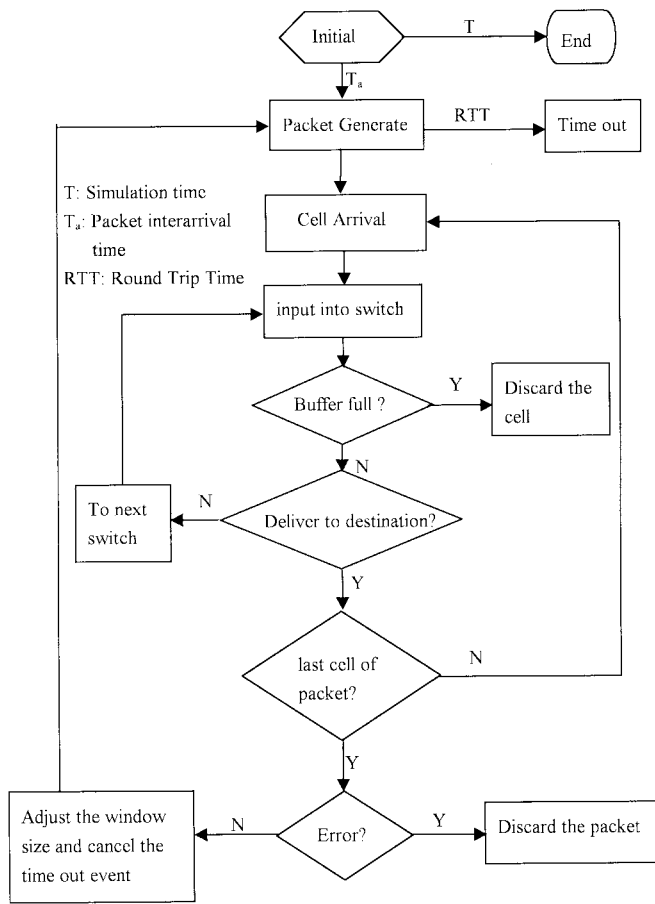 Initial
T
End
Tₐ
Packet Generate
RTT
Time out
T: Simulation time
Tₐ: Packet interarrival
time
RTT: Round Trip Time
Cell Arrival
input into switch
Buffer full ?
Y
Discard the
cell
N
To next
switch
N
Deliver to destination?
Y
last cell of
packet?
N
Y
Adjust the window
size and cancel the
time out event
N
Error?
Y
Discard the packet